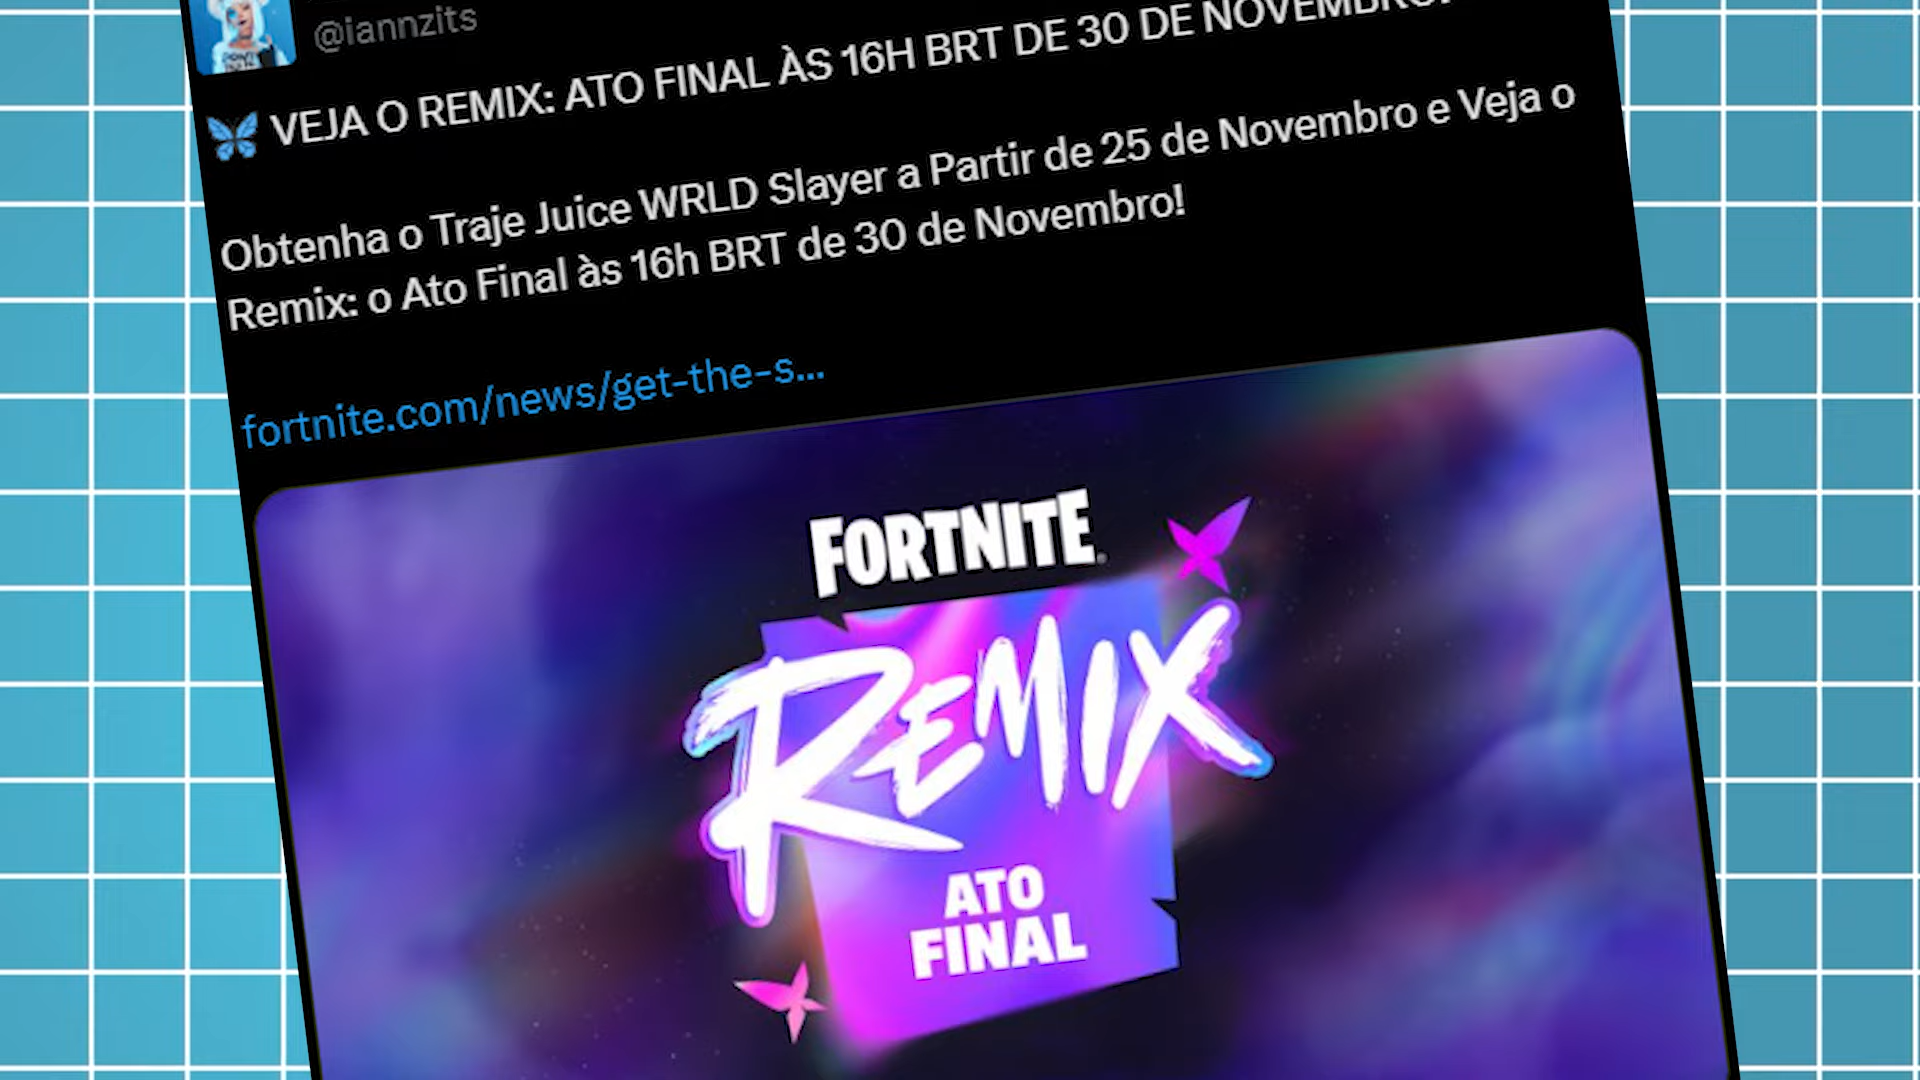 @iannzits
VEJA O REMIX: ATO FINAL ÀS 16H BRT DE 30 DE NOVEMBRO!
Obtenha o Traje Juice WRLD Slayer a Partir de 25 de Novembro e Veja o
Remix: o Ato Final às 16h BRT de 30 de Novembro!
fortnite.com/news/get-the-s...
FORTNITE
REMIX
ATO
FINAL